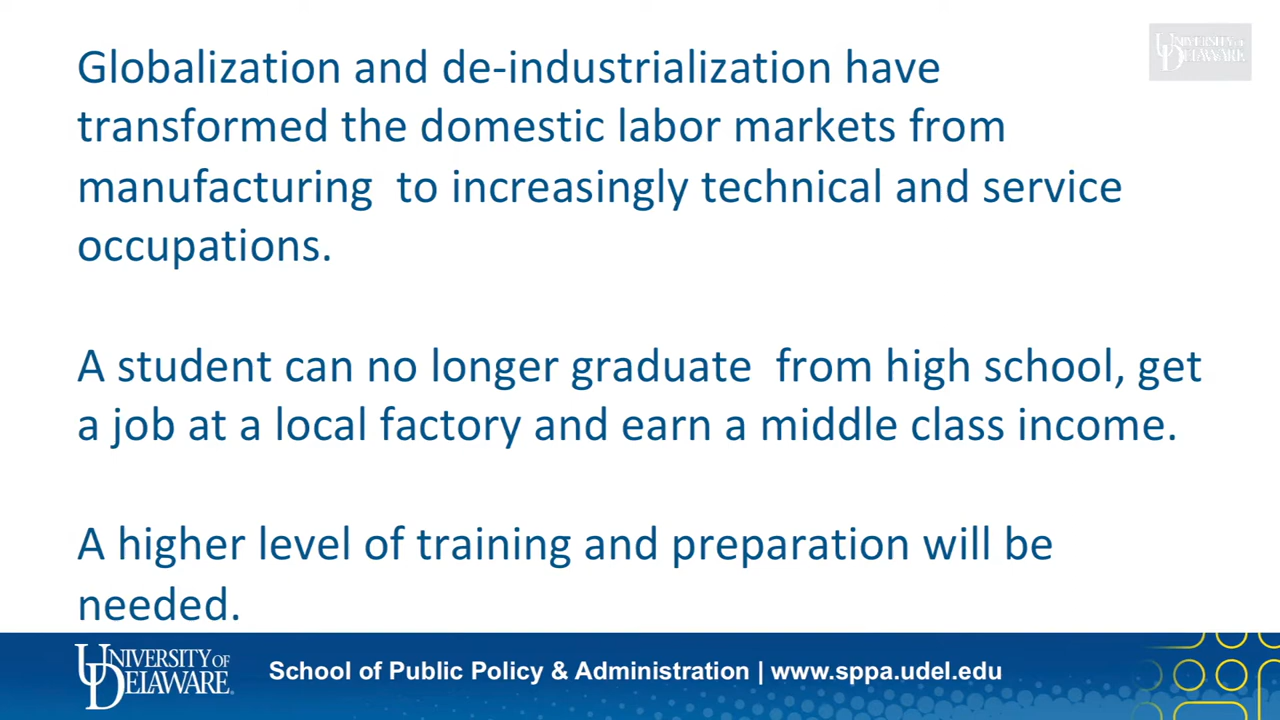 Globalization and de-industrialization have
transformed the domestic labor markets from
manufacturing  to increasingly technical and service
occupations.
A student can no longer graduate  from high school, get
a job at a local factory and earn a middle class income.
A higher level of training and preparation will be
needed.
UNIVERSITY OF
DELAWARE
UNIVERSITY OF
DELAWARE
School of Public Policy & Administration | www.sppa.udel.edu